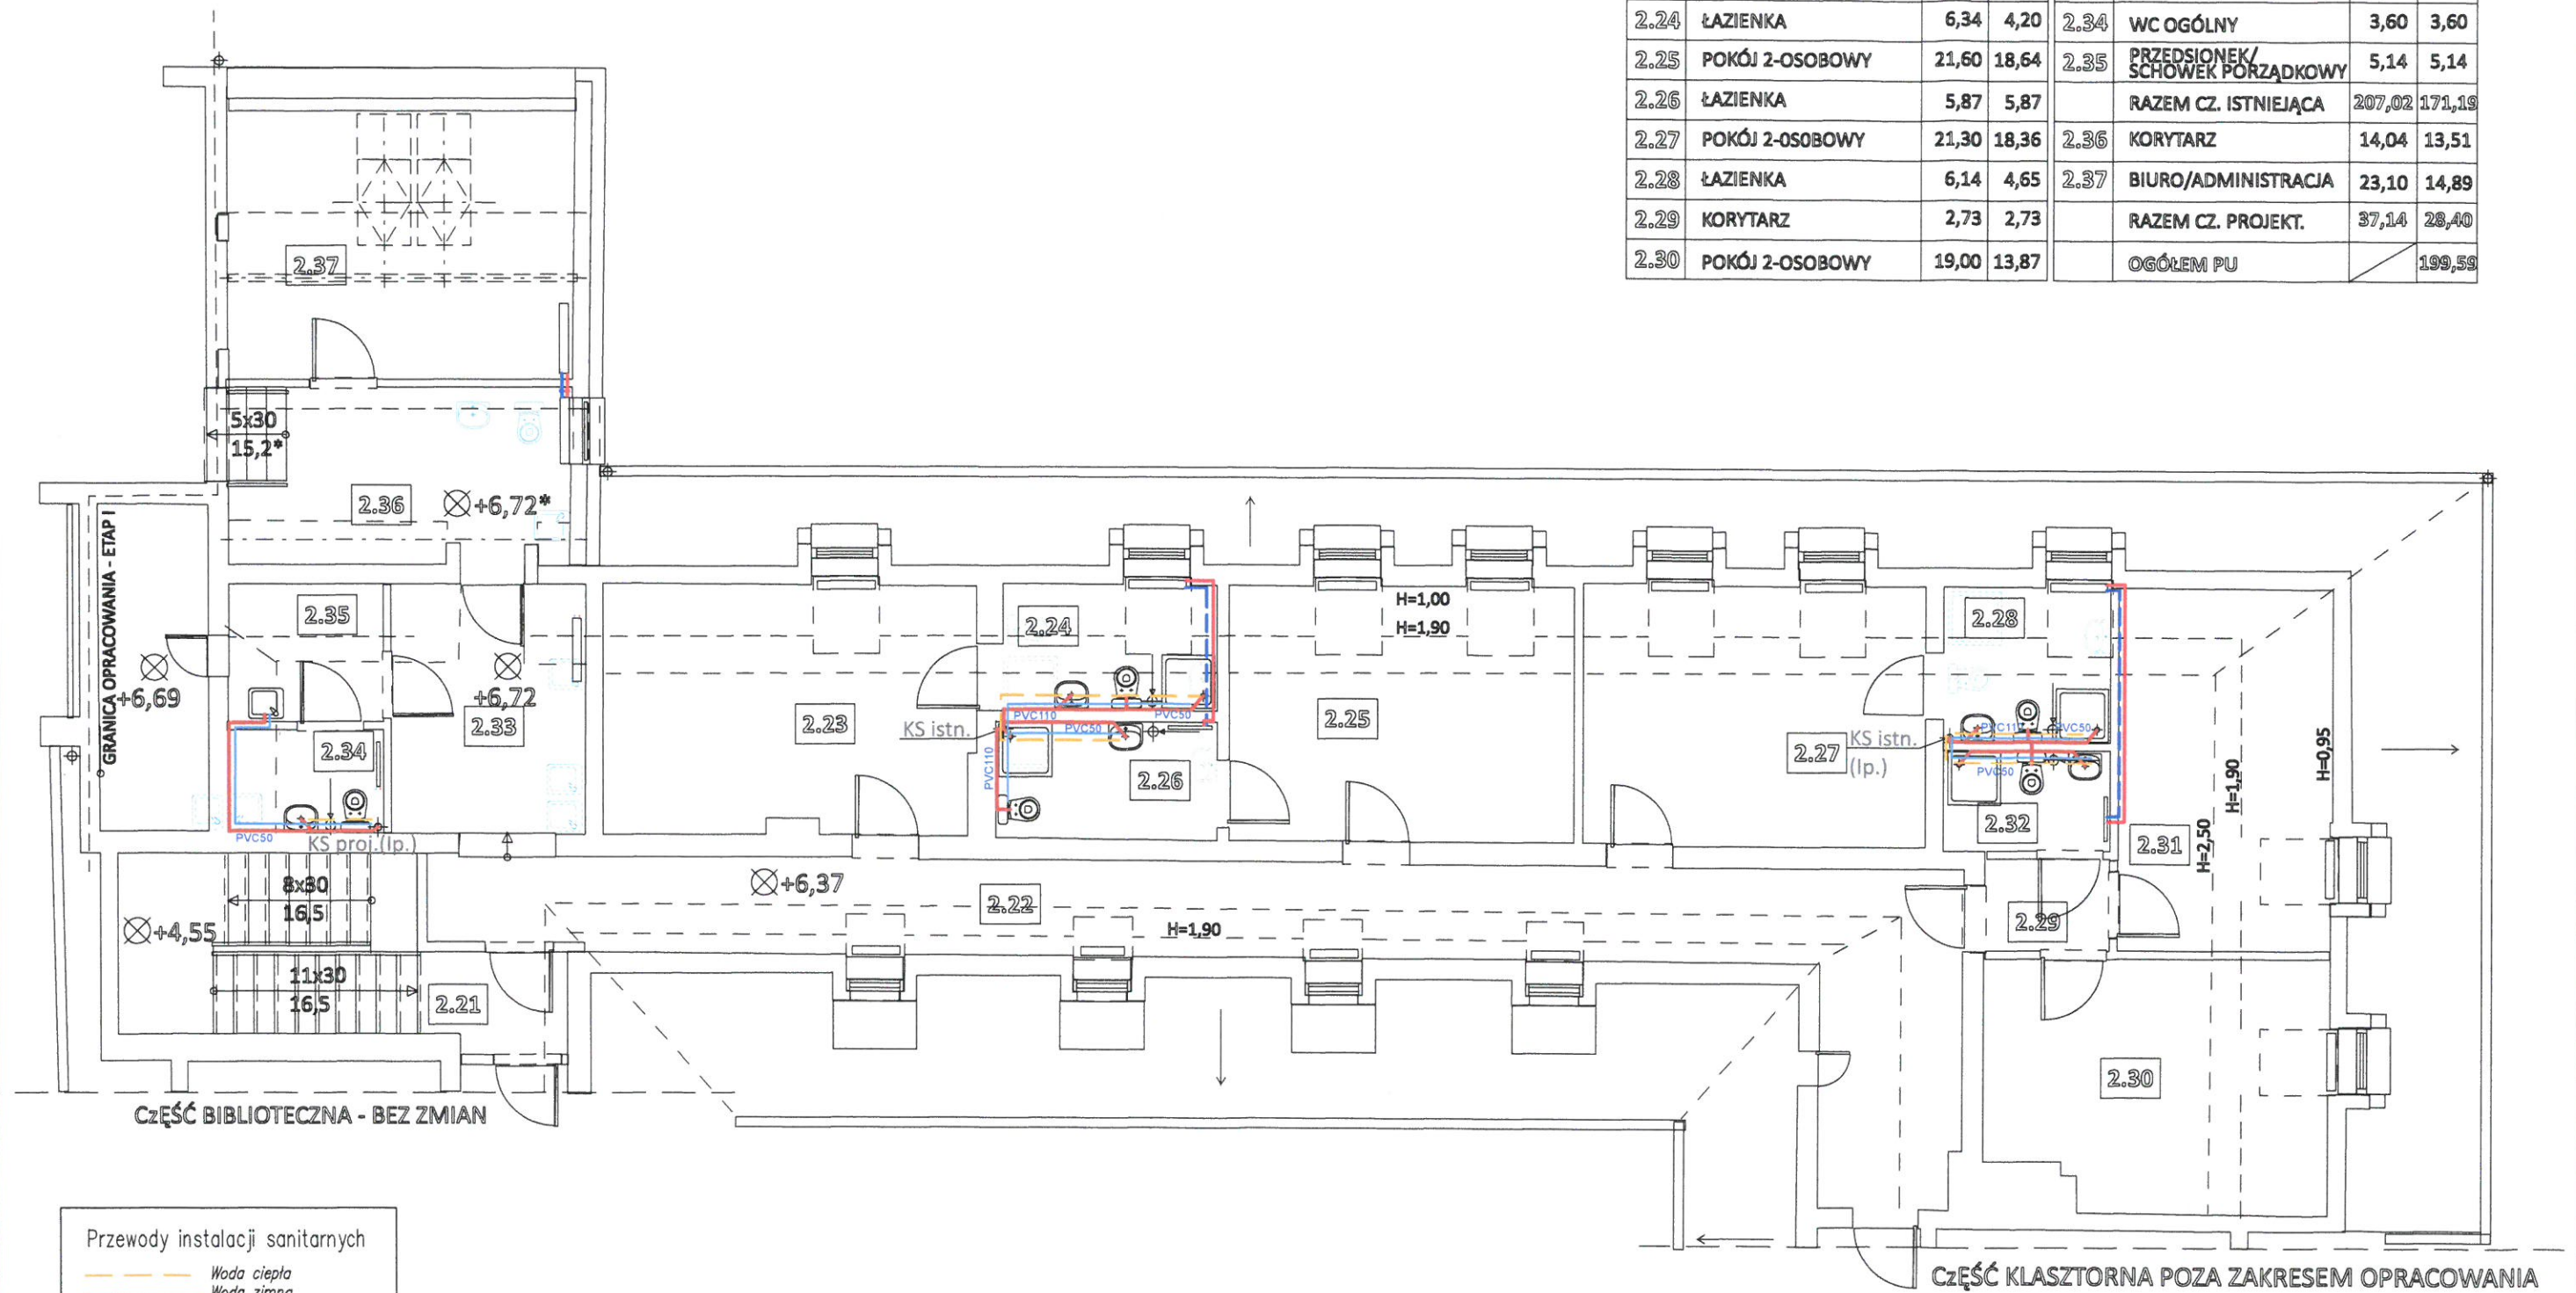 2.24 ŁAZIENKA 6,34 4,20 2.34 WC OGÓLNY 3,60 3,60
2.25 POKÓJ 2-OSOBOWY 21,60 18,64 2.35 PRZEDSIONEK/
SCHOWEK PORZĄDKOWY 5,14 5,14
2.26 ŁAZIENKA 5,87 5,87 RAZEM CZ. ISTNIEJĄCA 207,02 171,19
2.27 POKÓJ 2-OSOBOWY 21,30 18,36 2.36 KORYTARZ 14,04 13,51
2.28 ŁAZIENKA 6,14 4,65 2.37 BIURO/ADMINISTRACJA 23,10 14,89
2.29 KORYTARZ 2,73 2,73 RAZEM CZ. PROJEKT. 37,14 28,40
2.30 POKÓJ 2-OSOBOWY 19,00 13,87 OGÓŁEM PU 199,59
2.37
5x30
15,2*
2.36
+6,72*
GRANICA OPRACOWANIA - ETAP I
+6,69
2.35
+6,72
2.33
2.34
PVC50
KS proj.(Ip.)
2.23
KS istn.
2.24
PVC110
PVC50
PVC50
PVC110
2.26
H=1,00
H=1,90
2.25
2.27
KS istn.
(Ip.)
2.28
PVC110
PVC50
PVC50
2.32
2.31
H=2,50
H=1,90
H=0,95
8x30
16,5
+4,55
11x30
16,5
2.21
+6,37
2.22
H=1,90
2.29
2.30
CzĘŚĆ BIBLIOTECZNA - BEZ ZMIAN
Przewody instalacji sanitarnych
Woda ciepła
Woda zimna
CzĘŚĆ KLASZTORNA POZA ZAKRESEM OPRACOWANIA